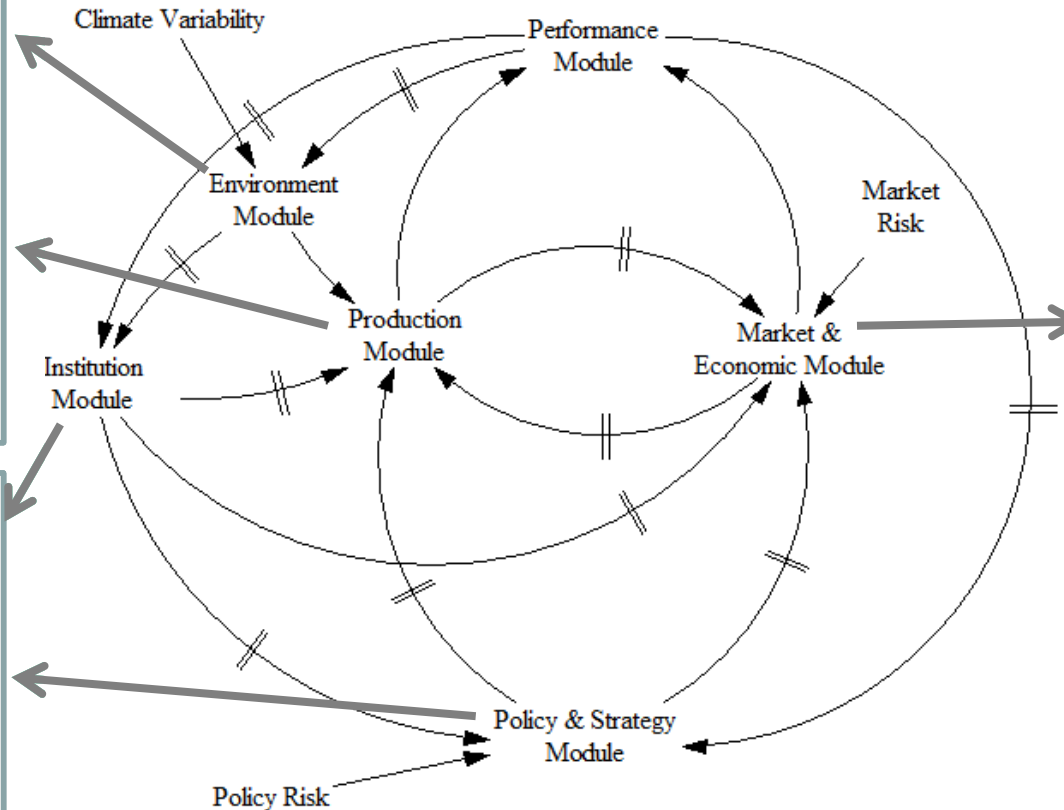 Climate Variability
Performance
Module
Environment
Module
Market
Risk
Production
Module
Market &
Economic Module
Institution
Module
Policy & Strategy
Module
Policy Risk